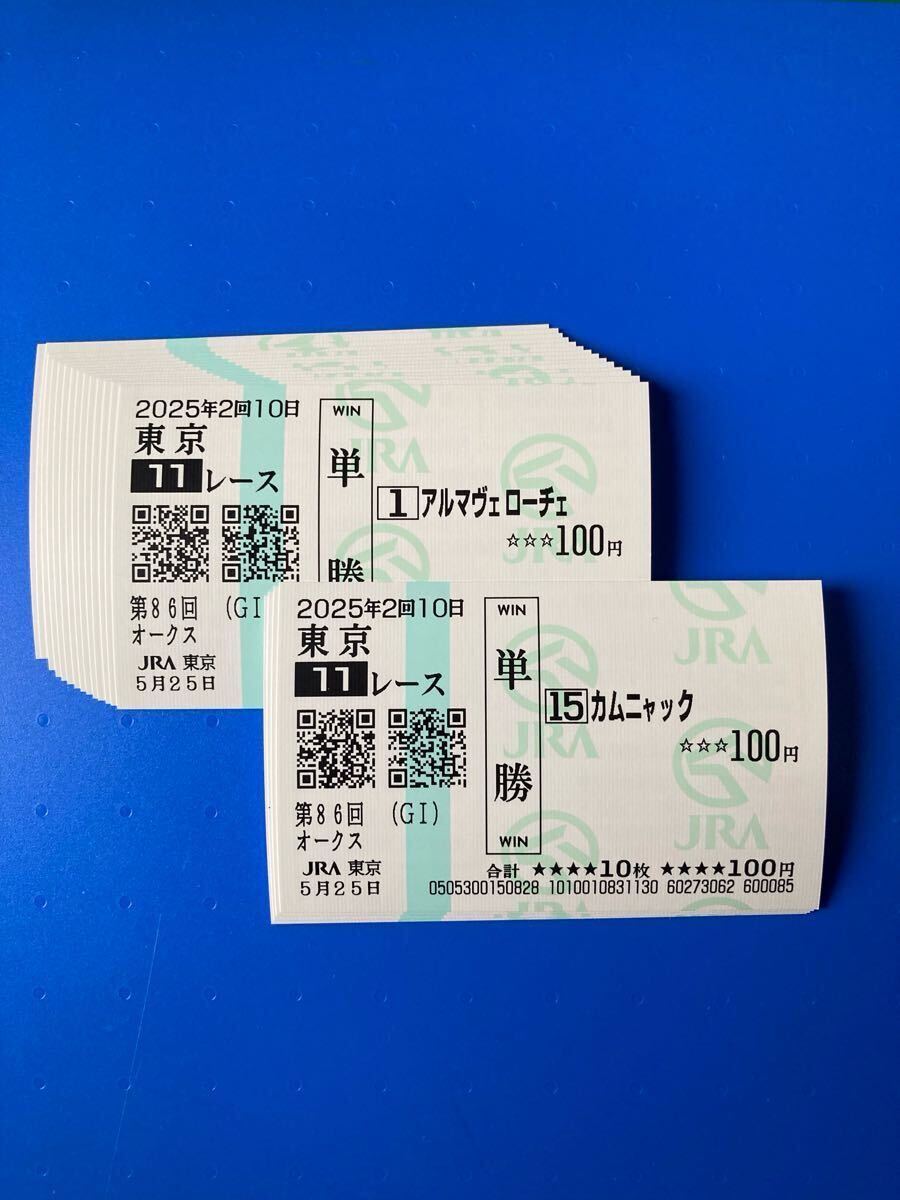 2025年2回10日
東京
11レース
第86回 (GI
オークス
JRA 東京
5月25日
WIN
単
勝
1 アルマヴェローチェ
☆☆☆100円
JRA
JRA
2025年2回10日
東京
11レース
第86回 (GI)
オークス
JRA 東京
5月25日
WIN
単
勝
WIN
15 カムニャック
☆☆☆100円
合計 ★★★★10枚 ★★★★100円
0505300150828 1010010831130 60273062 600085
JRA
JRA
JRA